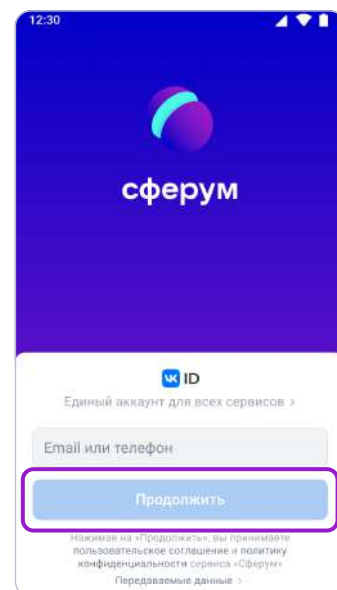 12:30
сферум
VK ID
Единый аккаунт для всех сервисов >
Email или телефон
Продолжить
Нажимая на «Продолжить», вы принимаете
пользовательское соглашение и политику
конфиденциальности сервиса «Сферум»
Передаваемые данные >